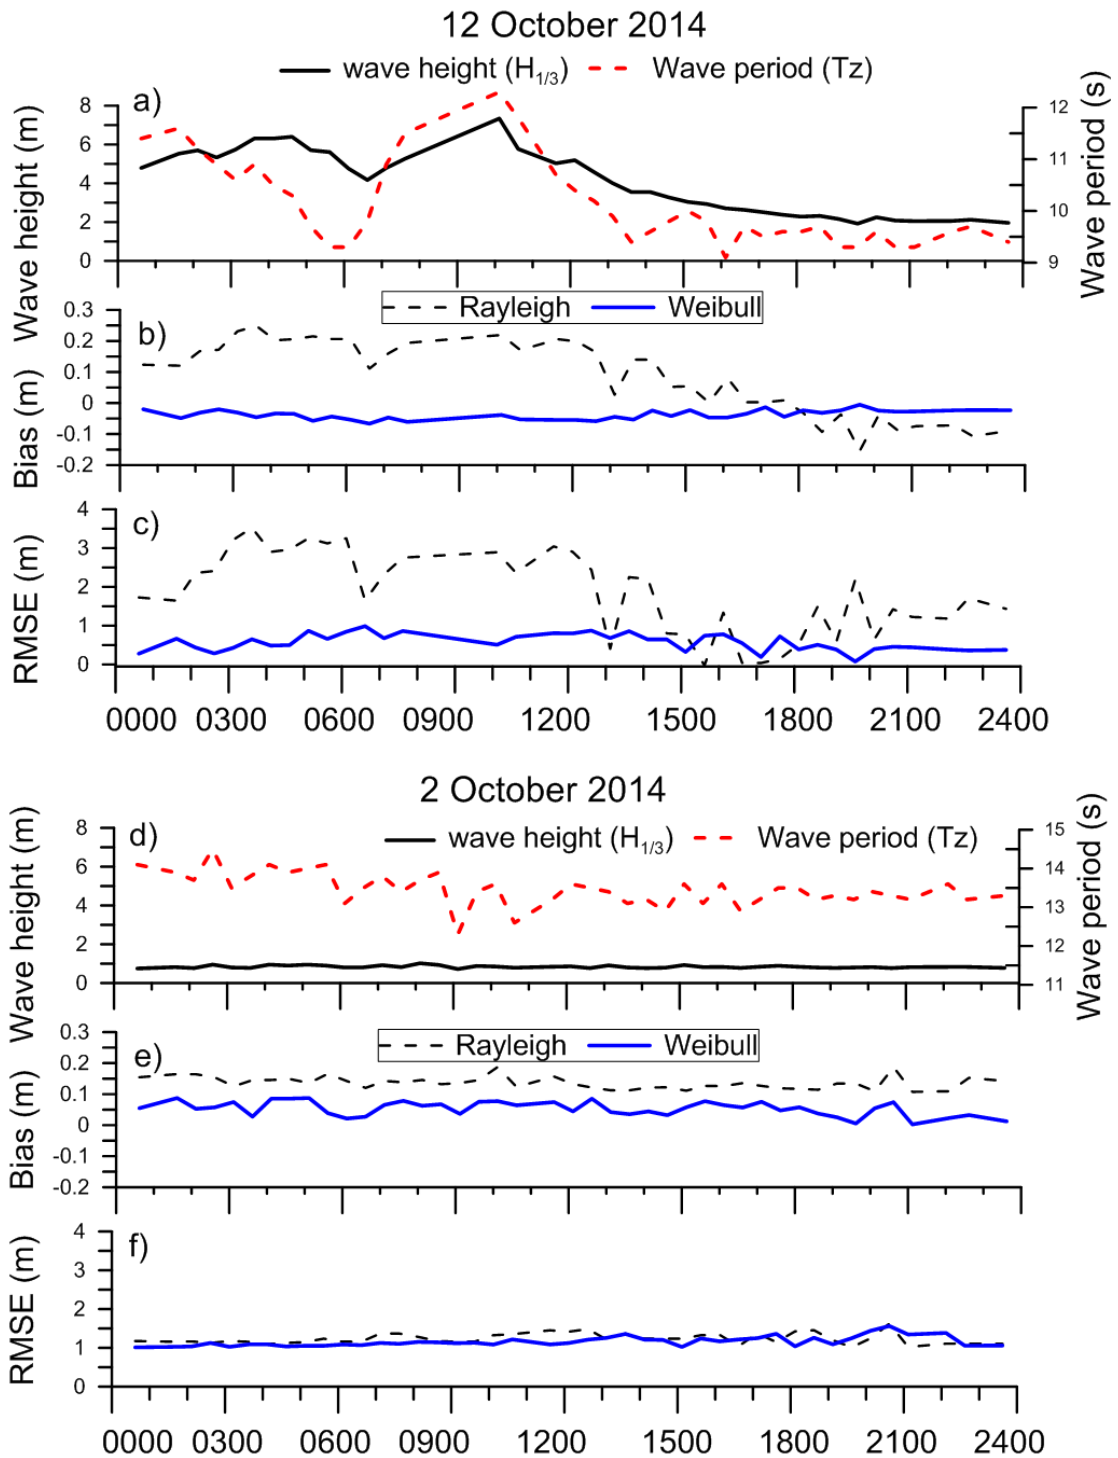 12 October 2014
wave height (H1/3) Wave period (Tz)
a)
Wave height (m)
8
6
4
2
0
Wave period (s)
12
11
10
9
Rayleigh Weibull
b)
Bias (m)
0.3
0.2
0.1
0
-0.1
-0.2
c)
RMSE (m)
4
3
2
1
0
0000 0300 0600 0900 1200 1500 1800 2100 2400
2 October 2014
d)
wave height (H1/3) Wave period (Tz)
Wave height (m)
8
6
4
2
0
Wave period (s)
15
14
13
12
11
Rayleigh Weibull
e)
Bias (m)
0.3
0.2
0.1
0
-0.1
-0.2
f)
RMSE (m)
4
3
2
1
0
0000 0300 0600 0900 1200 1500 1800 2100 2400